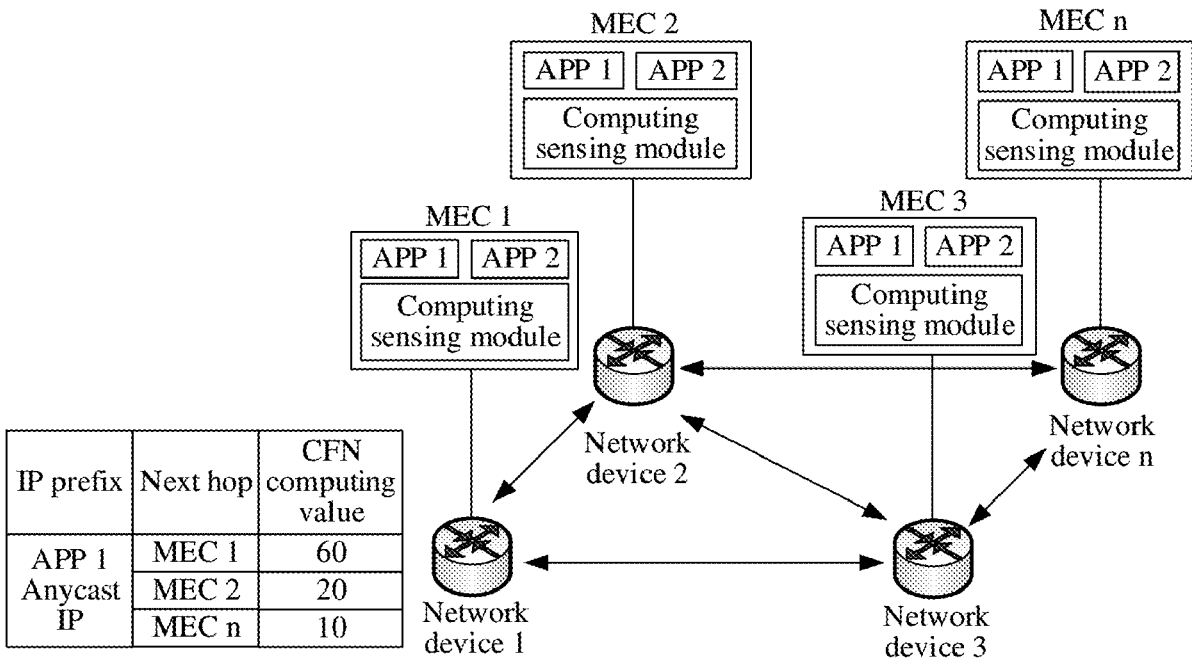 MEC 2
APP 1
APP 2
Computing
sensing module
MEC n
APP 1
APP 2
Computing
sensing module
MEC 1
APP 1
APP 2
Computing
sensing module
MEC 3
APP 1
APP 2
Computing
sensing module
Network
device 2
Network
device n
Network
device 1
Network
device 3
IP prefix
Next hop
CFN
computing
value
APP 1
Anycast
IP
MEC 1
60
MEC 2
20
MEC n
10